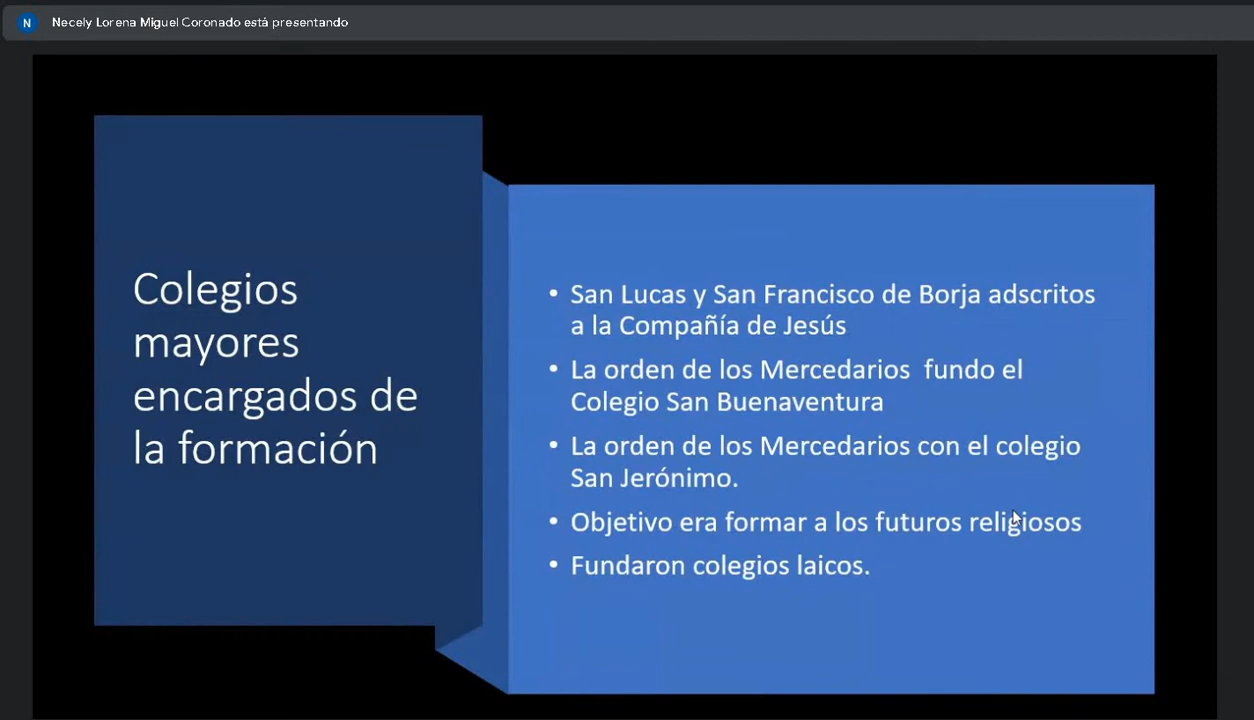 N Necely Lorena Miguel Coronado está presentando
Colegios
mayores
encargados de
la formación
• San Lucas y San Francisco de Borja adscritos
a la Compañía de Jesús
• La orden de los Mercedarios fundo el
Colegio San Buenaventura
• La orden de los Mercedarios con el colegio
San Jerónimo.
• Objetivo era formar a los futuros religiosos
• Fundaron colegios laicos.